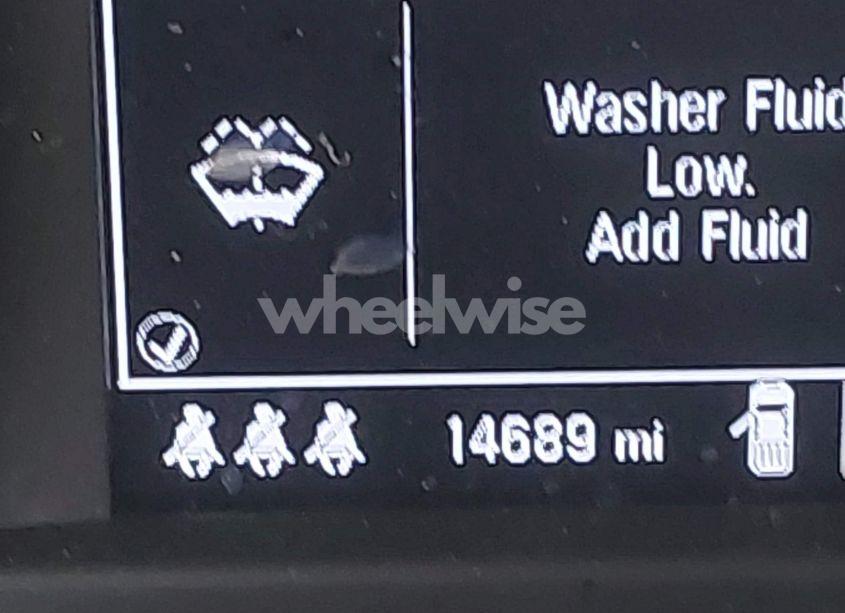 Washer Fluid
Low.
Add Fluid
wheelwise
14689 mi